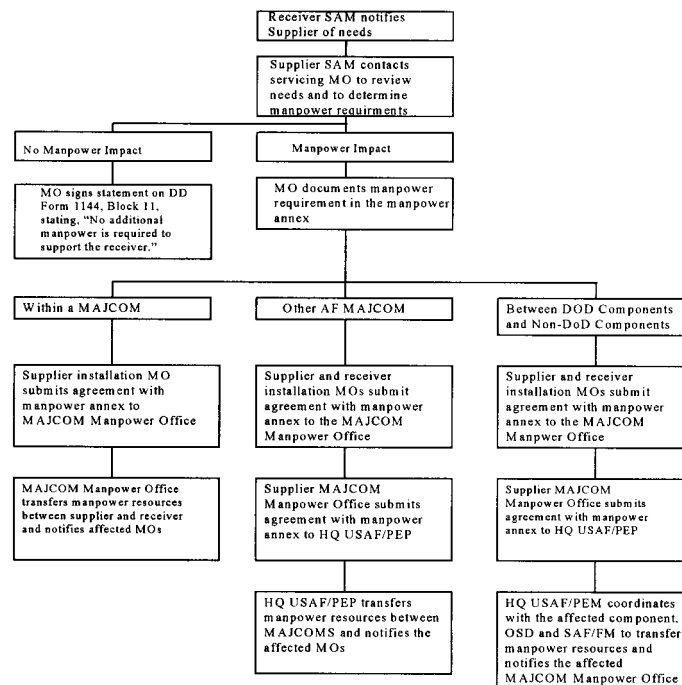 Receiver SAM notifies
Supplier of needs
Supplier SAM contacts
servicing MO to review
needs and to determine
manpower requirments
No Manpower Impact
Manpower Impact
MO signs statement on DD
Form 1144, Block 11,
stating, “No additional
manpower is required to
support the receiver.”
MO documents manpower
requirement in the manpower
annex
Within a MAJCOM
Other AF MAJCOM
Between DOD Components
and Non-DoD Components
Supplier installation MO
submits agreement with
manpower annex to
MAJCOM Manpower Office
Supplier and receiver
installation MOs submit
agreement with manpower
annex to the MAJCOM
Manpower Office
Supplier and receiver
installation MOs submit
agreement with manpower
annex to the MAJCOM
Manpwer Office
MAJCOM Manpower Office
transfers manpower resources
between supplier and receiver
and notifies affected MOs
Supplier MAJCOM
Manpower Office submits
agreement with manpower
annex to HQ USAF/PEP
Supplier MAJCOM
Manpower Office submits
agreement with manpower
annex to HQ USAF/PEP
HQ USAF/PEP transfers
manpower resources between
MAJCOMS and notifies the
affected MOs
HQ USAF/PEM coordinates
with the affected component,
OSD and SAF/FM to transfer
manpower resources and
notifies the affected
MAJCOM Manpower Office